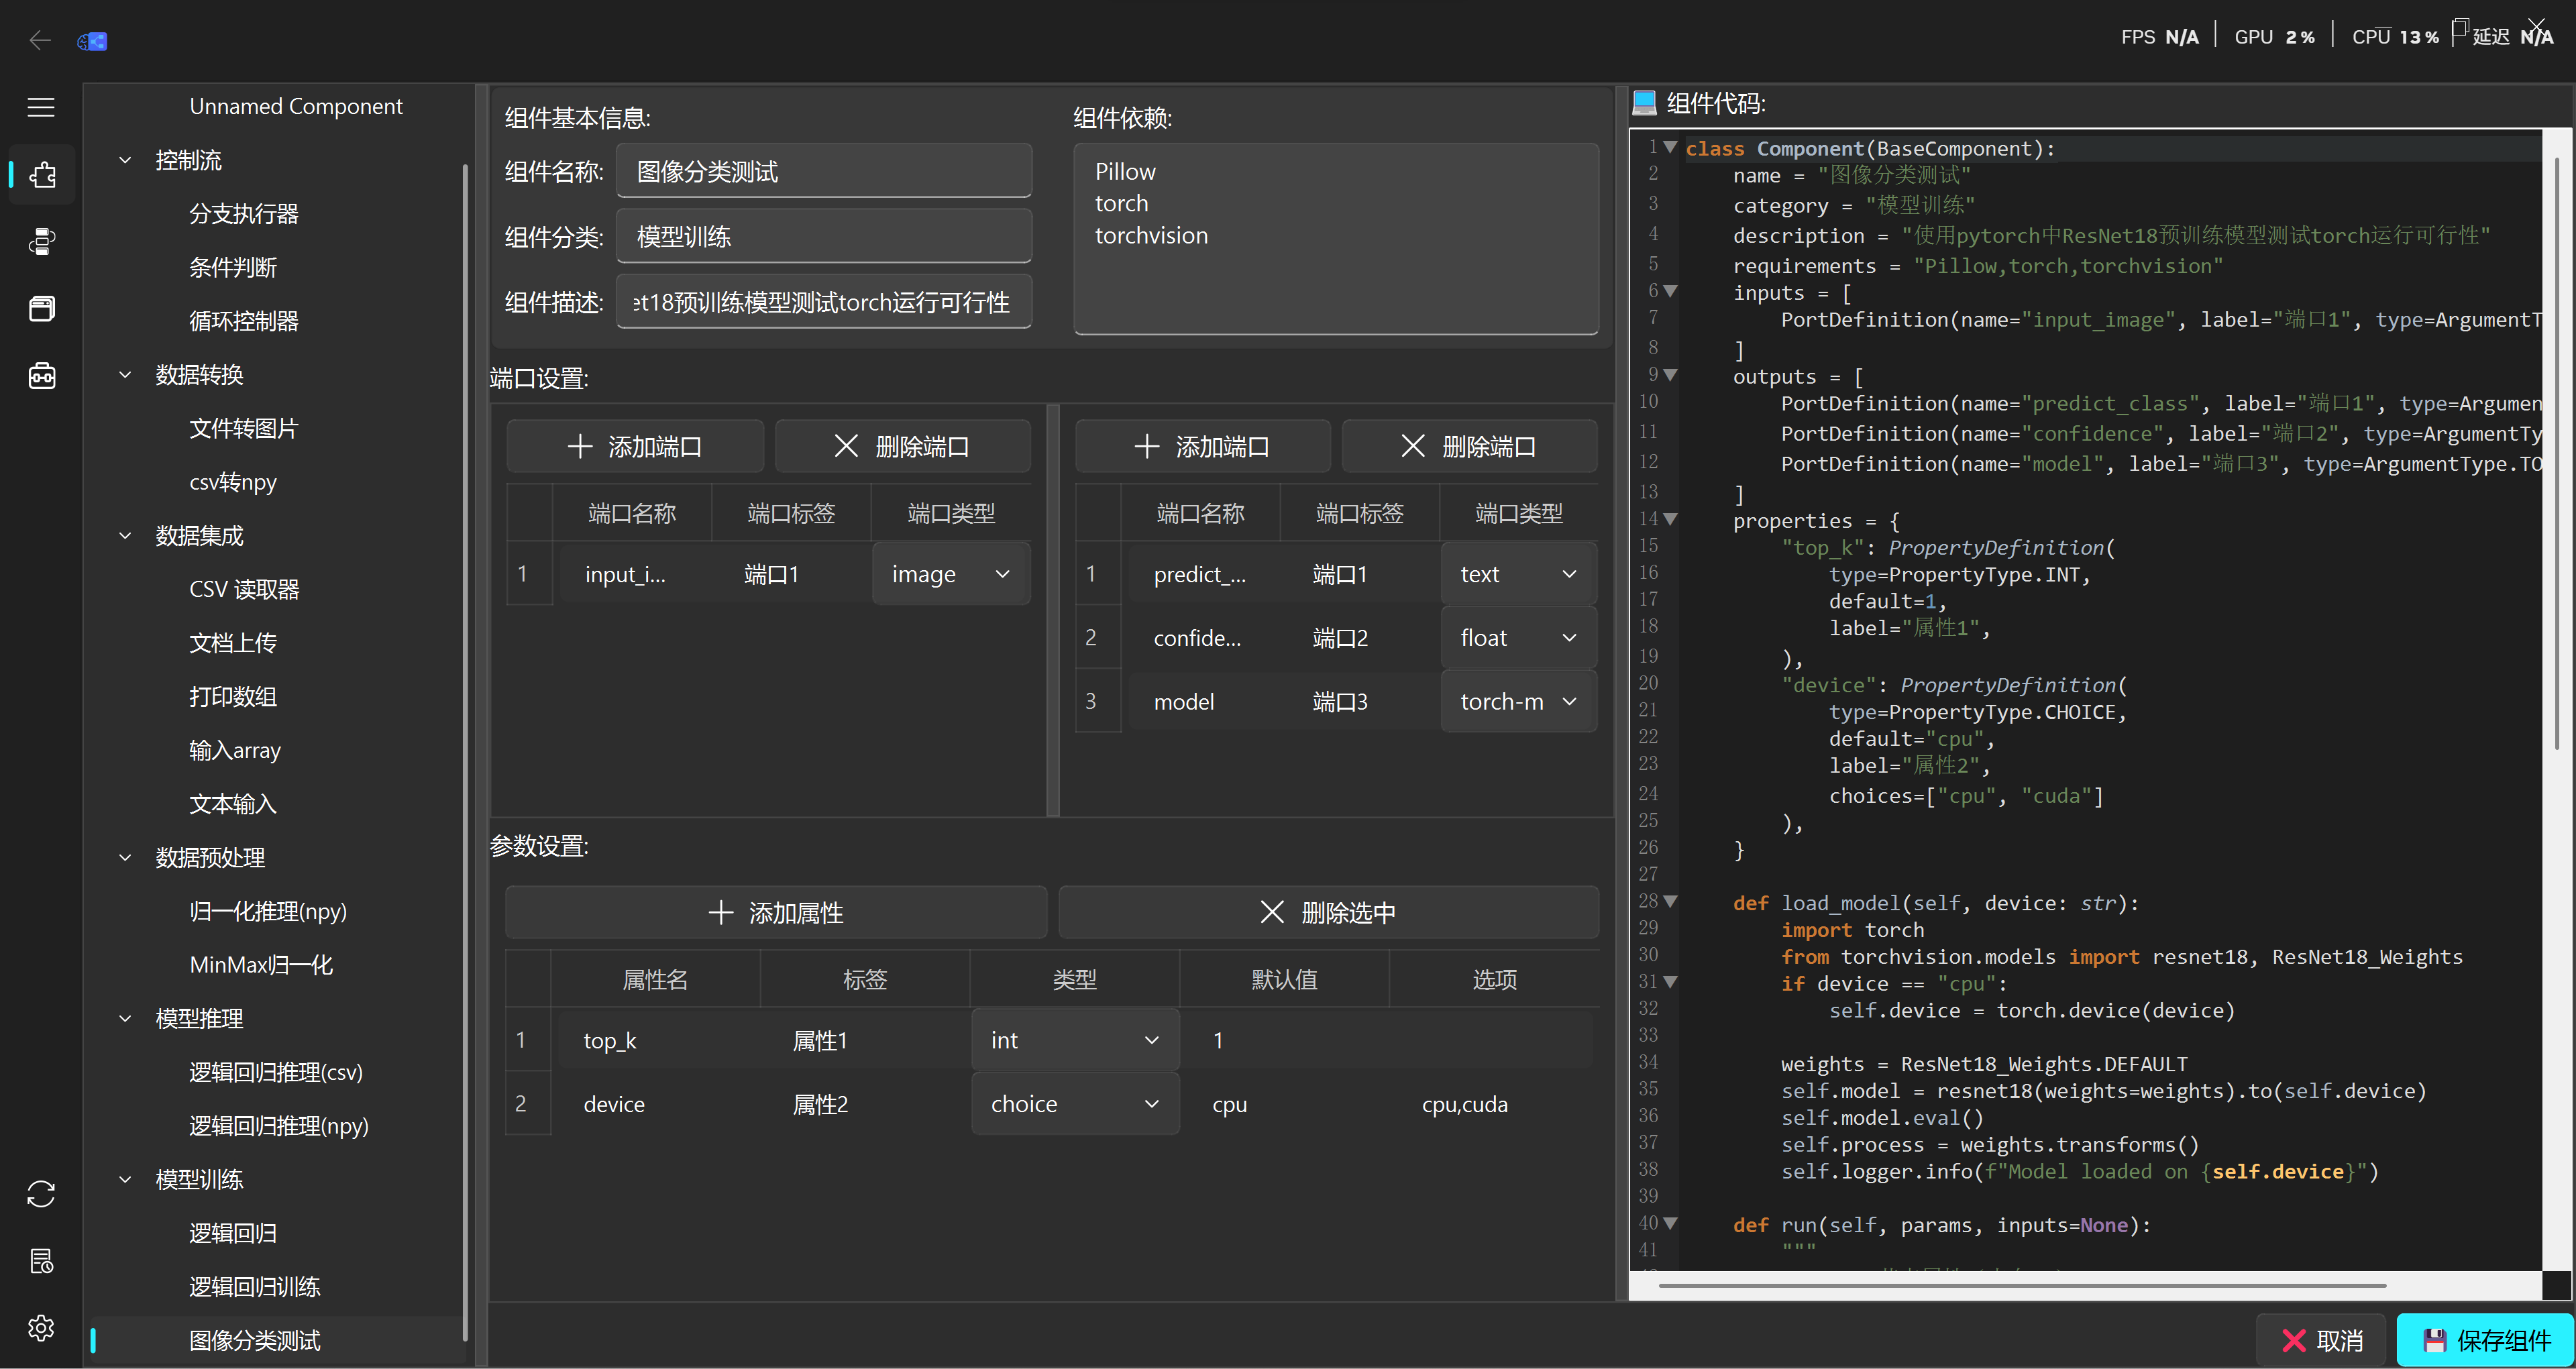 FPS N/A | GPU 2% | CPU 13% 延迟 N/A
Unnamed Component
控制流
分支执行器
条件判断
循环控制器
数据转换
文件转图片
csv转npy
数据集成
CSV 读取器
文档上传
打印数组
输入array
文本输入
数据预处理
归一化推理(npy)
MinMax归一化
模型推理
逻辑回归推理(csv)
逻辑回归推理(npy)
模型训练
逻辑回归
逻辑回归训练
图像分类测试
组件基本信息:
组件名称: 图像分类测试
组件分类: 模型训练
组件描述: et18预训练模型测试torch运行可行性
组件依赖:
Pillow
torch
torchvision
端口设置:
添加端口 删除端口
端口名称 端口标签 端口类型
1 input_i... 端口1 image
添加端口 删除端口
端口名称 端口标签 端口类型
1 predict_... 端口1 text
2 confide... 端口2 float
3 model 端口3 torch-m
参数设置:
添加属性 删除选中
属性名 标签 类型 默认值 选项
1 top_k 属性1 int 1
2 device 属性2 choice cpu cpu,cuda
组件代码:
1 class Component(BaseComponent):
2 name = "图像分类测试"
3 category = "模型训练"
4 description = "使用pytorch中ResNet18预训练模型测试torch运行可行性"
5 requirements = "Pillow,torch,torchvision"
6 inputs = [
7 PortDefinition(name="input_image", label="端口1", type=ArgumentT
8 ]
9 outputs = [
10 PortDefinition(name="predict_class", label="端口1", type=Argumen
11 PortDefinition(name="confidence", label="端口2", type=ArgumentTy
12 PortDefinition(name="model", label="端口3", type=ArgumentType.TO
13 ]
14 properties = {
15 "top_k": PropertyDefinition(
16 type=PropertyType.INT,
17 default=1,
18 label="属性1",
19 ),
20 "device": PropertyDefinition(
21 type=PropertyType.CHOICE,
22 default="cpu",
23 label="属性2",
24 choices=["cpu", "cuda"]
25 ),
26 }
27
28 def load_model(self, device: str):
29 import torch
30 from torchvision.models import resnet18, ResNet18_Weights
31 if device == "cpu":
32 self.device = torch.device(device)
33
34 weights = ResNet18_Weights.DEFAULT
35 self.model = resnet18(weights=weights).to(self.device)
36 self.model.eval()
37 self.process = weights.transforms()
38 self.logger.info(f"Model loaded on {self.device}")
39
40 def run(self, params, inputs=None):
41 """
取消 保存组件